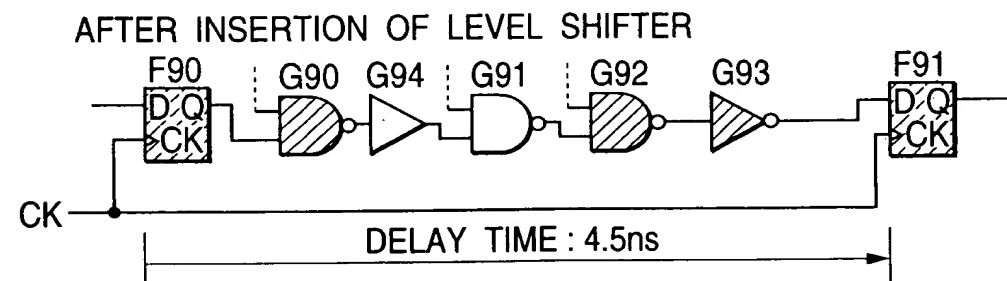 AFTER INSERTION OF LEVEL SHIFTER
F90 G90 G94 G91 G92 G93 F91
D Q D Q
CK CK
CK
DELAY TIME : 4.5ns